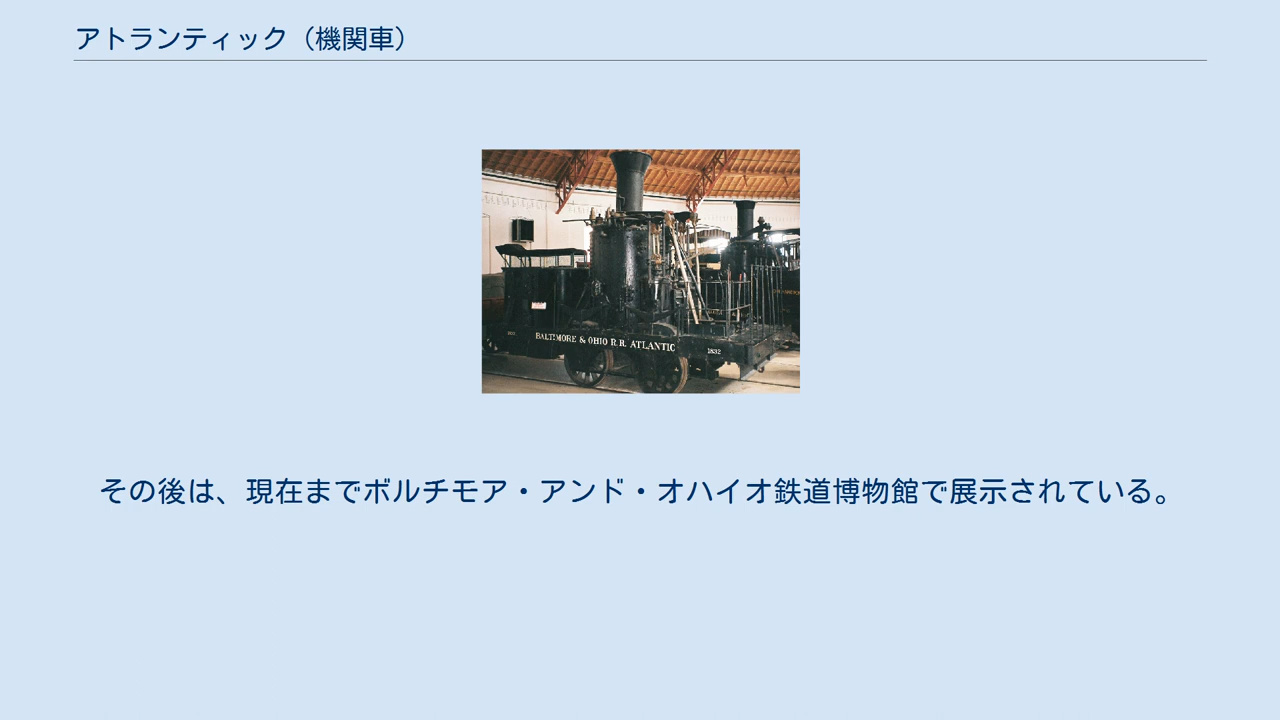 アトランティック（機関車）
BALTIMORE & OHIO R.R. ATLANTIC
1832
その後は、現在までボルチモア・アンド・オハイオ鉄道博物館で展示されている。